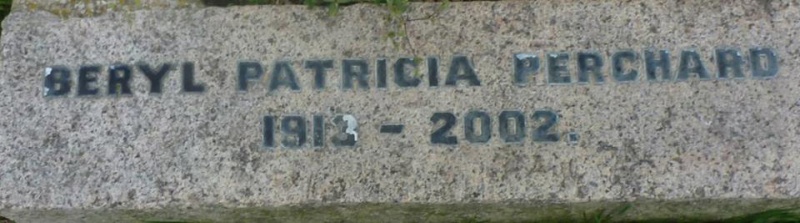 BERYL PATRICIA PERCHARD
1913 - 2002.